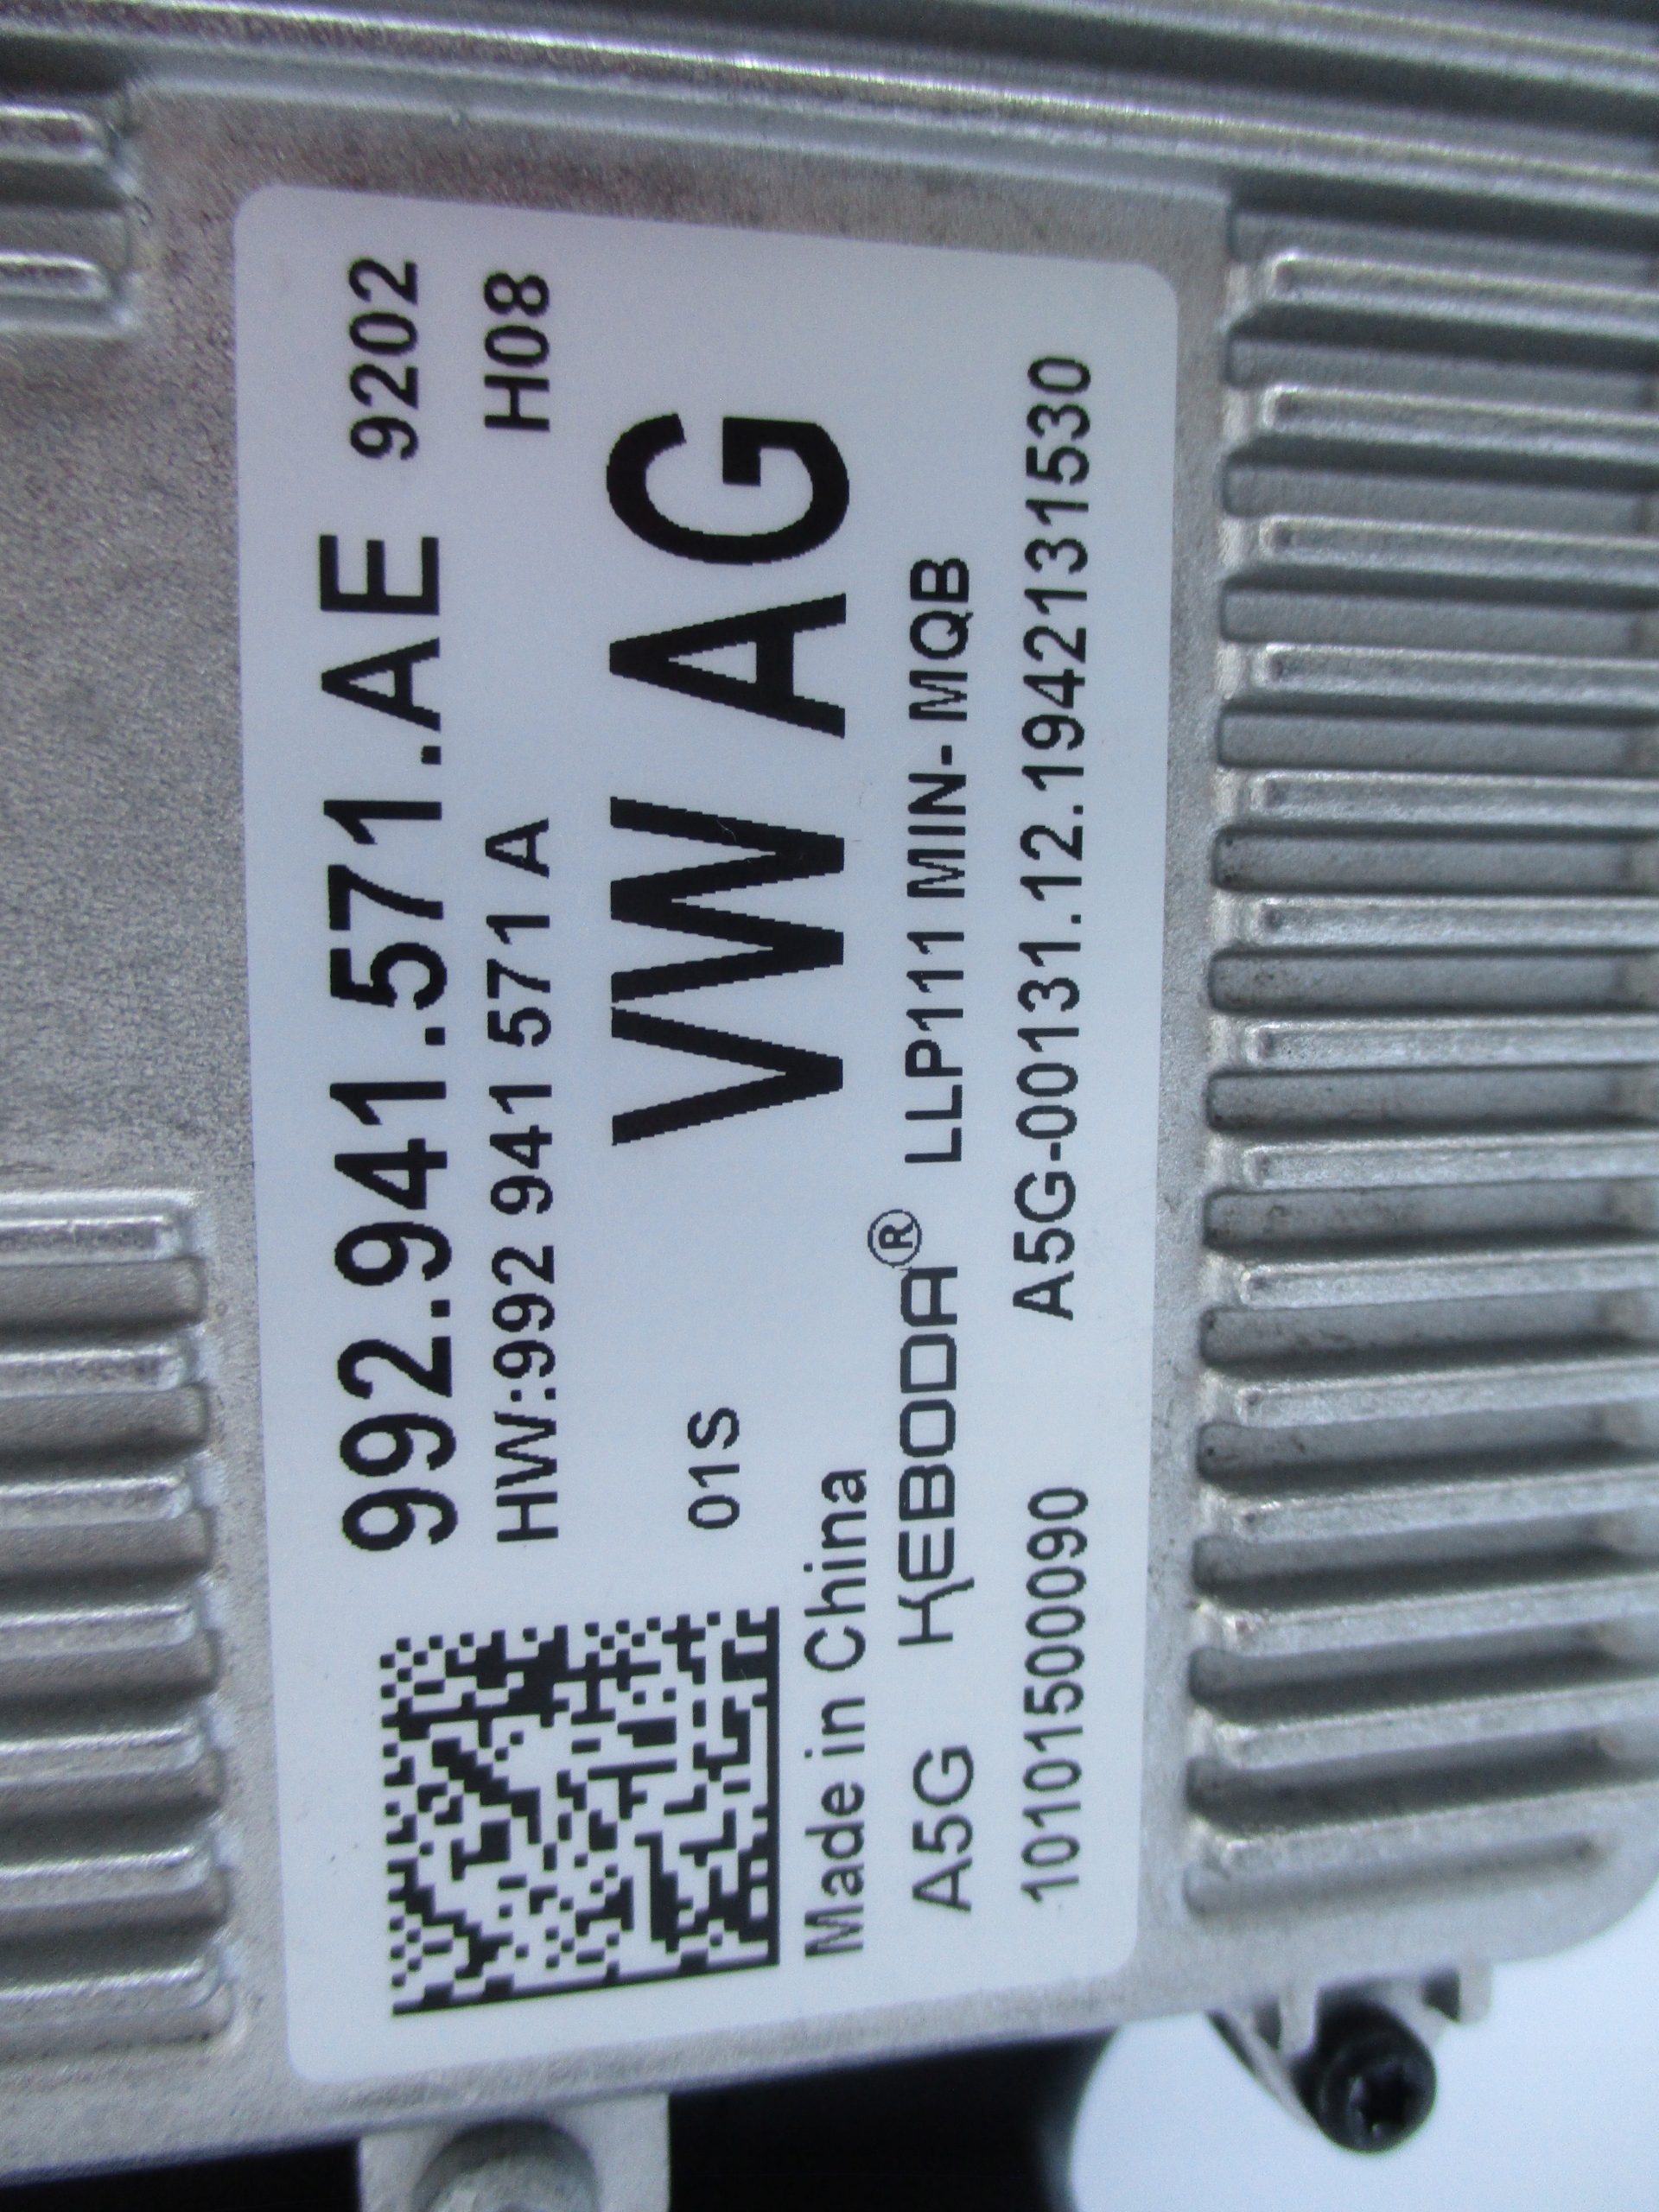 992.941.571.AE 9202
HW:992 941 571 A H08
01S VW AG
Made in China
A5G KEBODA® LLP111 MIN-MQB
10101500090 A5G-00131.12.1942131530